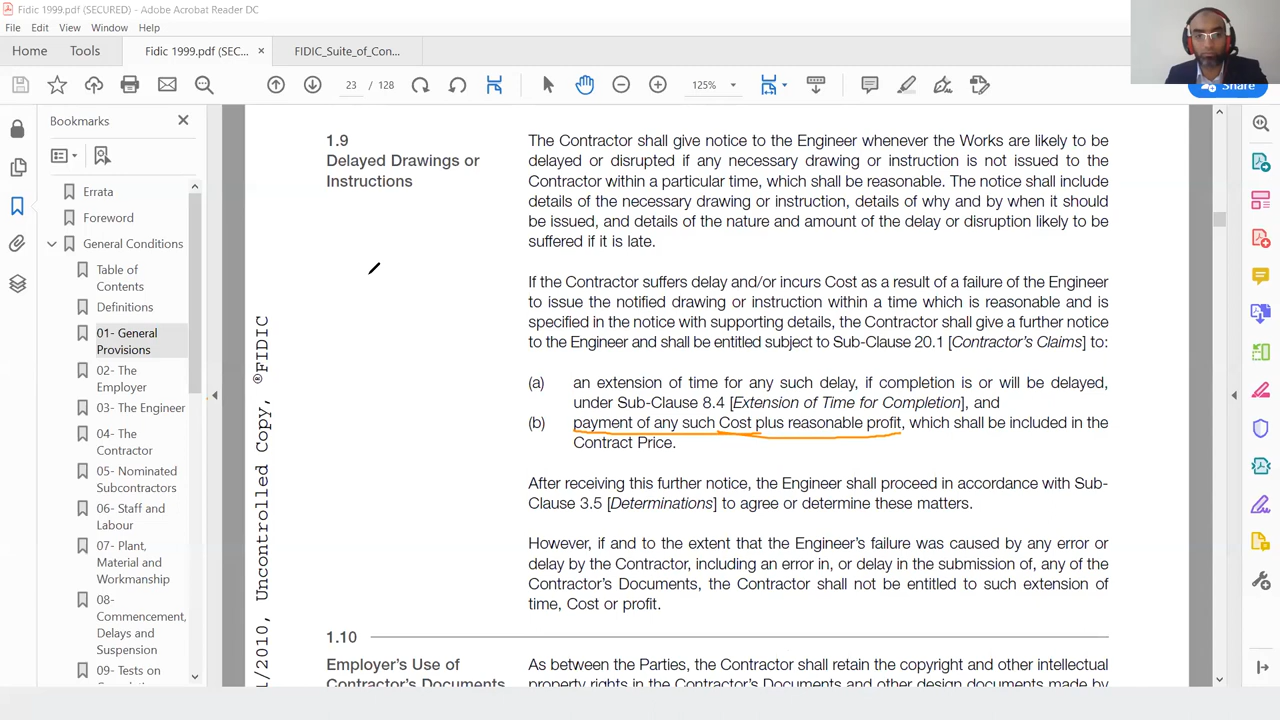 Fidic 1999.pdf (SECURED) - Adobe Acrobat Reader DC
File Edit View Window Help
Home Tools Fidic 1999.pdf (SEC... × FIDIC_Suite_of_Con...
23 / 128 125% Share
Bookmarks
Errata
Foreword
General Conditions
Table of
Contents
Definitions
01- General
Provisions
02- The
Employer
03- The Engineer
04- The
Contractor
05- Nominated
Subcontractors
06- Staff and
Labour
07- Plant,
Material and
Workmanship
08-
Commencement,
Delays and
Suspension
09- Tests on
1/2010, Uncontrolled Copy, ®FIDIC
1.9
Delayed Drawings or
Instructions
The Contractor shall give notice to the Engineer whenever the Works are likely to be
delayed or disrupted if any necessary drawing or instruction is not issued to the
Contractor within a particular time, which shall be reasonable. The notice shall include
details of the necessary drawing or instruction, details of why and by when it should
be issued, and details of the nature and amount of the delay or disruption likely to be
suffered if it is late.
If the Contractor suffers delay and/or incurs Cost as a result of a failure of the Engineer
to issue the notified drawing or instruction within a time which is reasonable and is
specified in the notice with supporting details, the Contractor shall give a further notice
to the Engineer and shall be entitled subject to Sub-Clause 20.1 [Contractor's Claims] to:
(a) an extension of time for any such delay, if completion is or will be delayed,
under Sub-Clause 8.4 [Extension of Time for Completion], and
(b) payment of any such Cost plus reasonable profit, which shall be included in the
Contract Price.
After receiving this further notice, the Engineer shall proceed in accordance with Sub-
Clause 3.5 [Determinations] to agree or determine these matters.
However, if and to the extent that the Engineer's failure was caused by any error or
delay by the Contractor, including an error in, or delay in the submission of, any of the
Contractor's Documents, the Contractor shall not be entitled to such extension of
time, Cost or profit.
1.10
Employer's Use of
Contractor's Documents
As between the Parties, the Contractor shall retain the copyright and other intellectual
property rights in the Contractor's Documents and other design documents made by